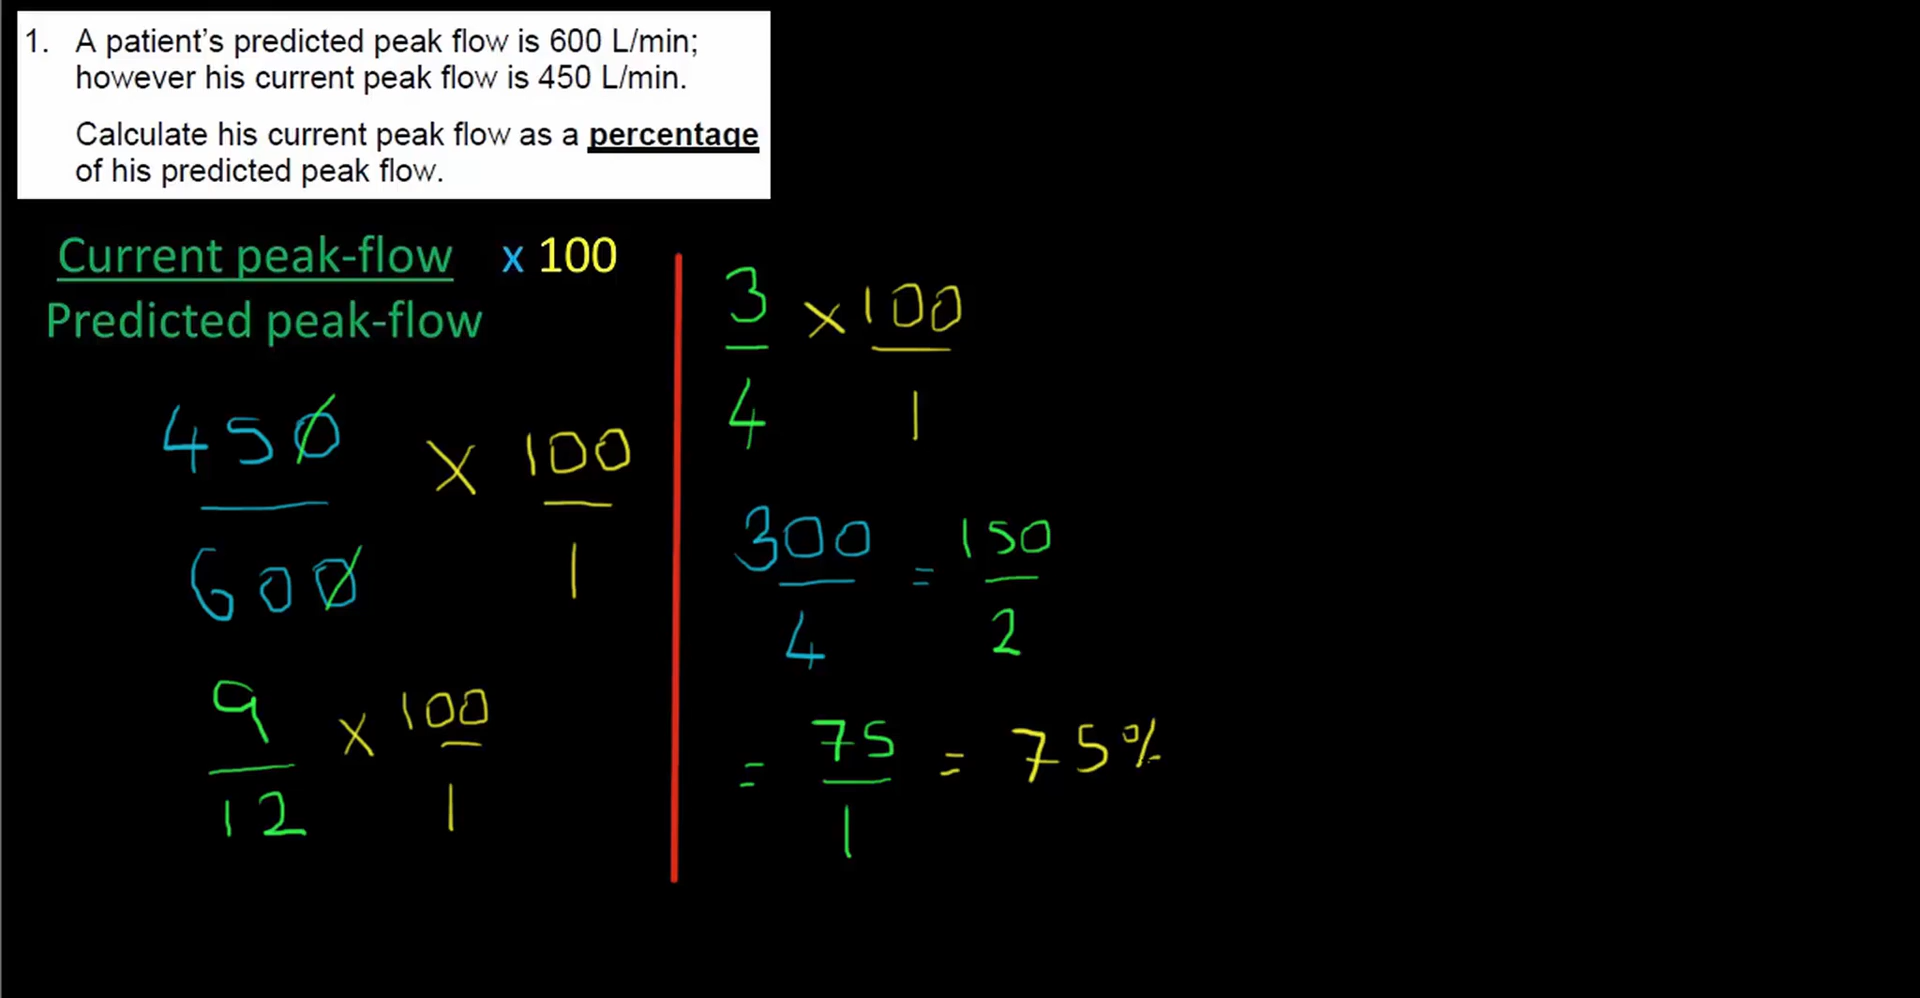 1. A patient's predicted peak flow is 600 L/min;
however his current peak flow is 450 L/min.
Calculate his current peak flow as a percentage
of his predicted peak flow.
Current peak-flow x 100
Predicted peak-flow
450 x 100
600 1
9 x 100
12 1
3 x 100
4 1
300 = 150
4 2
= 75 = 75%
1